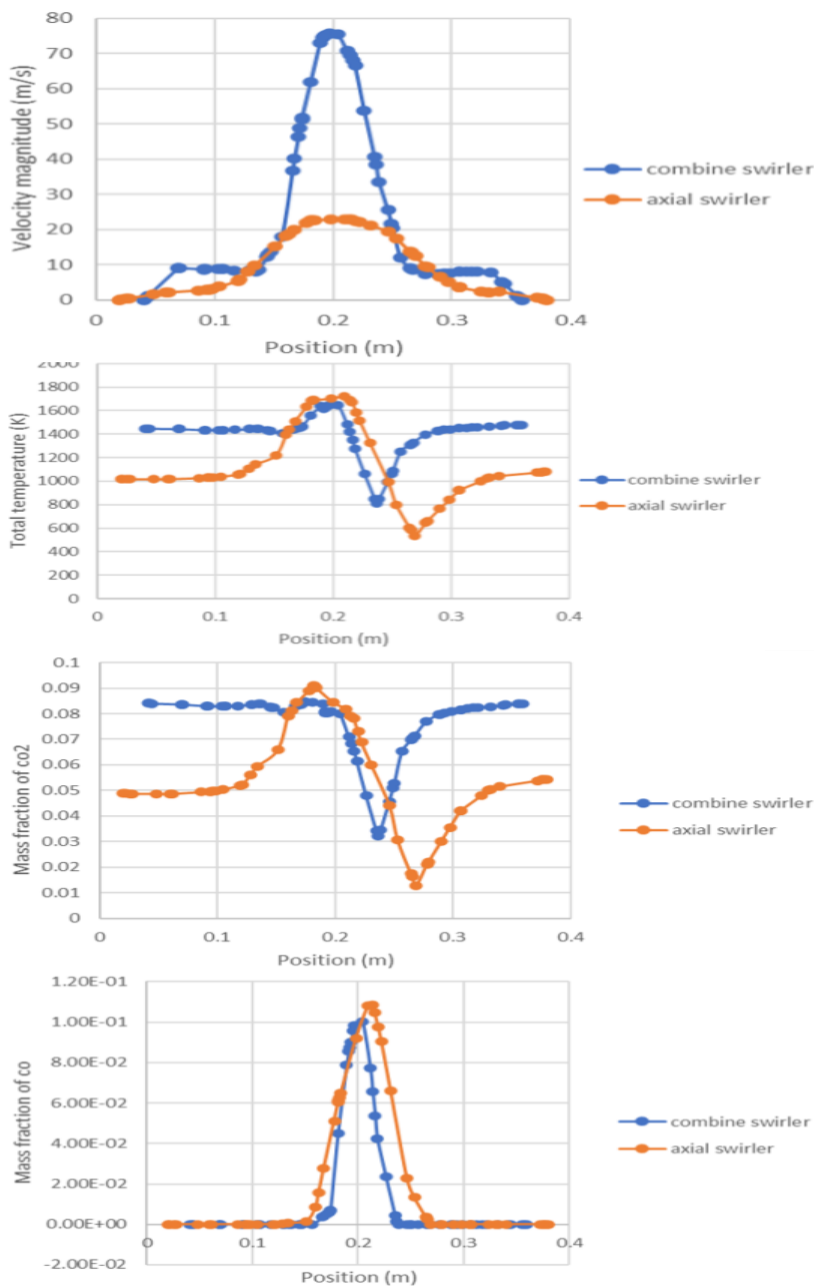 80
70
60
50
40
30
20
10
0
Velocity magnitude (m/s)
0 0.1 0.2 0.3 0.4
Position (m)
combine swirler
axial swirler
2000
1800
1600
1400
1200
1000
800
600
400
200
0
Total temperature (K)
0 0.1 0.2 0.3 0.4
Position (m)
combine swirler
axial swirler
0.1
0.09
0.08
0.07
0.06
0.05
0.04
0.03
0.02
0.01
0
Mass fraction of co2
0 0.1 0.2 0.3 0.4
Position (m)
combine swirler
axial swirler
1.20E-01
1.00E-01
8.00E-02
6.00E-02
4.00E-02
2.00E-02
0.00E+00
-2.00E-02
Mass fraction of co
0 0.1 0.2 0.3 0.4
Position (m)
combine swirler
axial swirler